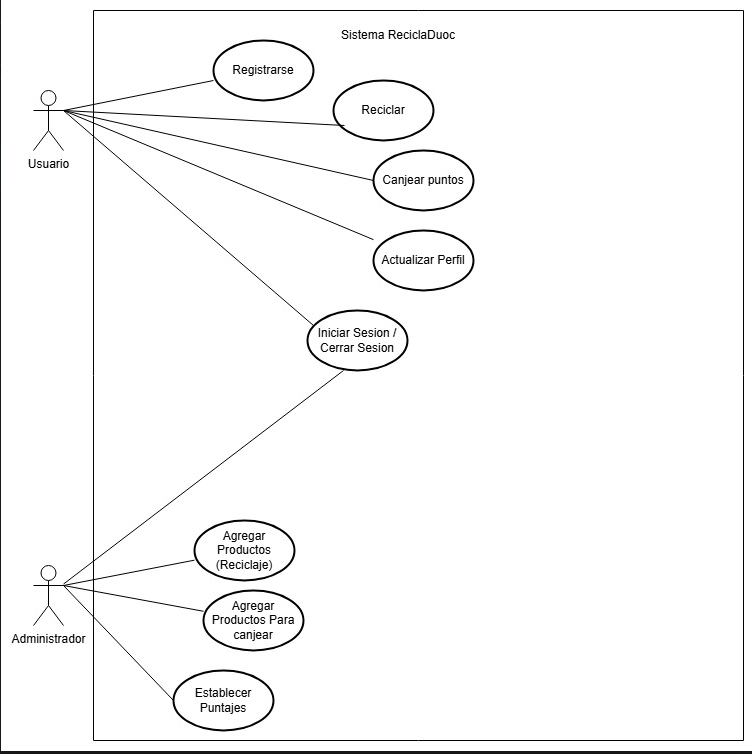 Sistema ReciclaDuoc
Registrarse
Reciclar
Usuario
Canjear puntos
Actualizar Perfil
Iniciar Sesion /
Cerrar Sesion
Agregar
Productos
(Reciclaje)
Agregar
Productos Para
canjear
Administrador
Establecer
Puntajes